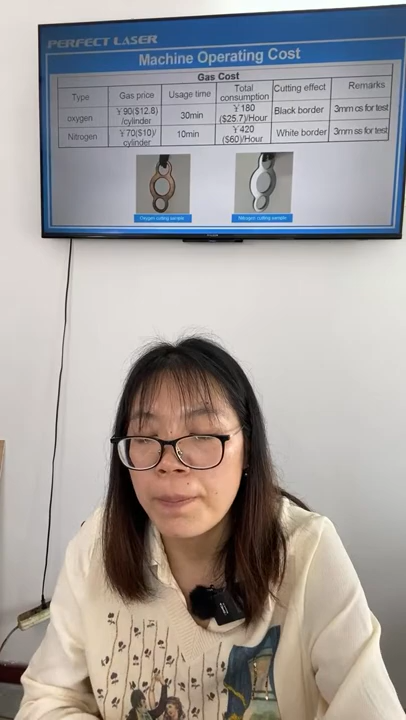 PERFECT LASER
Machine Operating Cost
Gas Cost
Type Gas price Usage time Total consumption Cutting effect Remarks
oxygen ¥90($12.8) /cylinder 30min ¥180 ($25.7)/Hour Black border 3mm cs for test
Nitrogen ¥70($10)/ cylinder 10min ¥420 ($60)/Hour White border 3mm ss for test
Oxygen cutting sample Nitrogen cutting sample